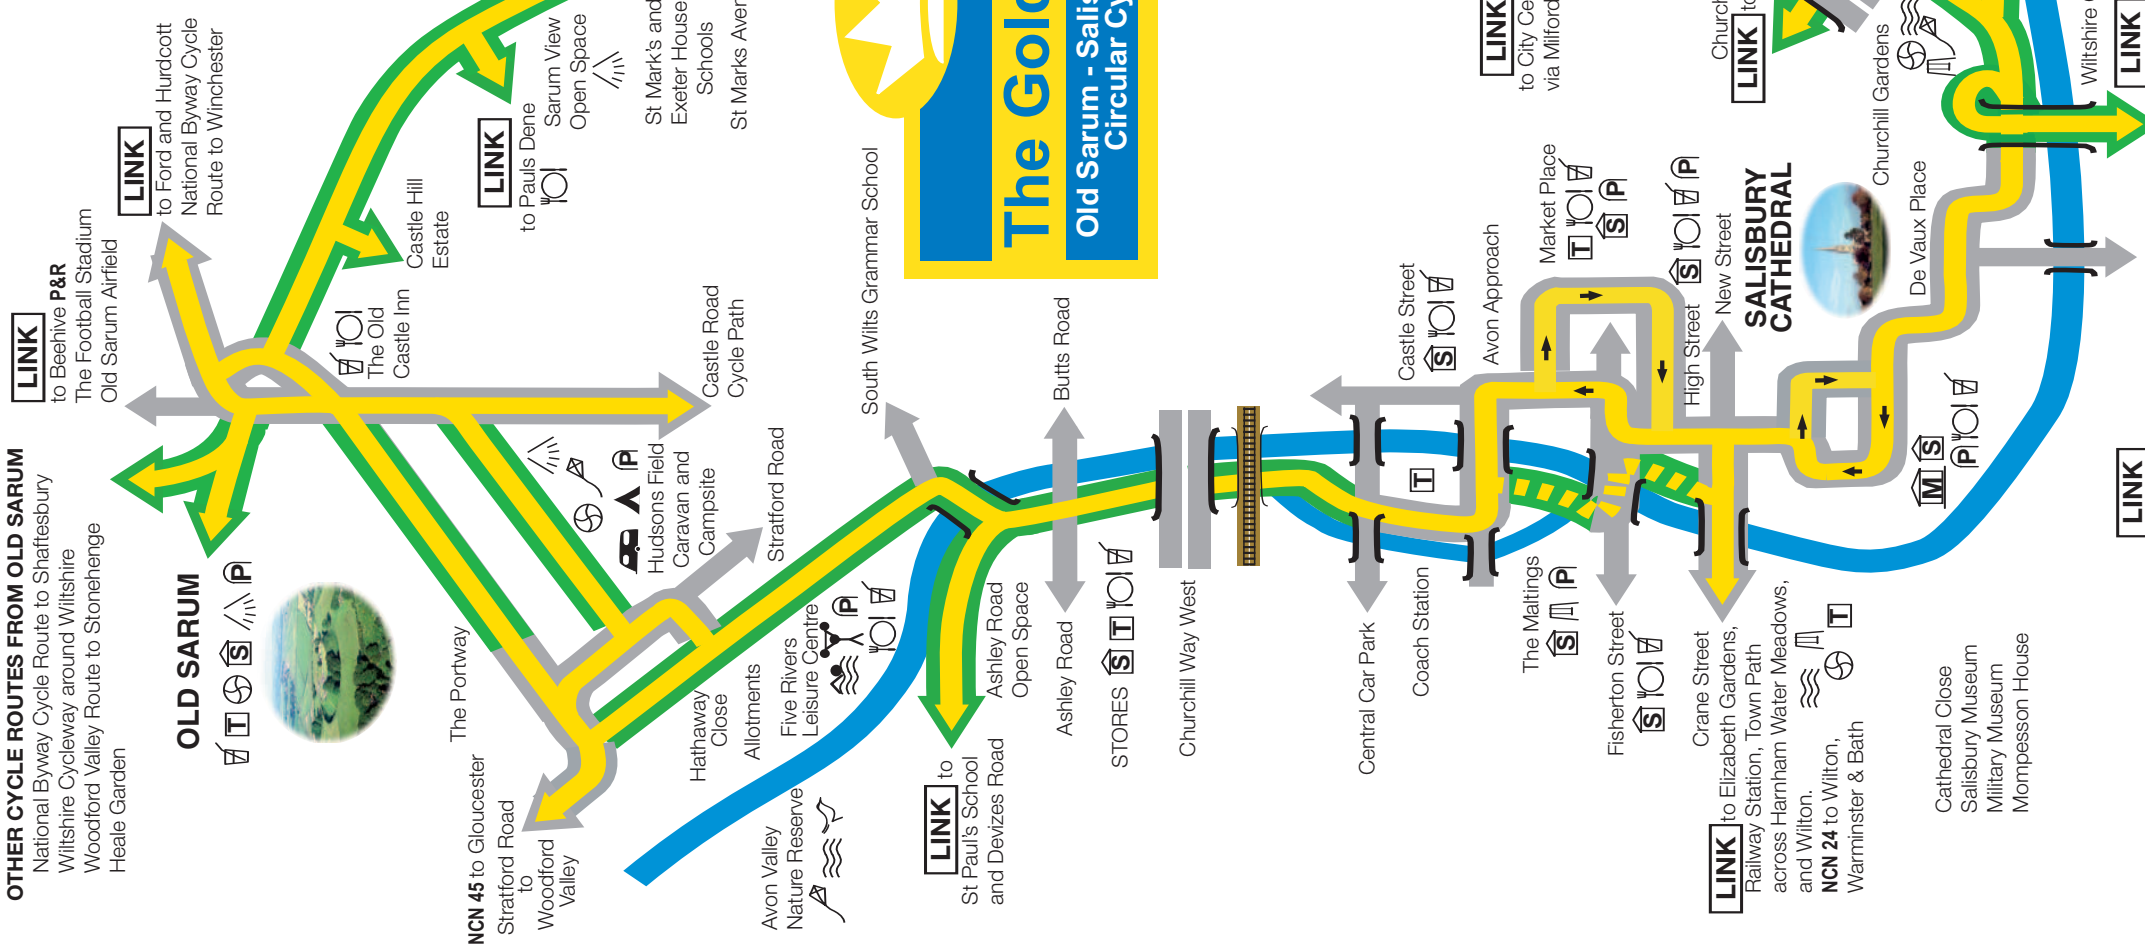 OTHER CYCLE ROUTES FROM OLD SARUM
National Byway Cycle Route to Shaftesbury
Wiltshire Cycleway around Wiltshire
Woodford Valley Route to Stonehenge
Heale Garden
LINK
to Beehive P&R
The Football Stadium
Old Sarum Airfield
LINK
to Ford and Hurdcott
National Byway Cycle
Route to Winchester
OLD SARUM
T
S
P
The Old
Castle Inn
Castle Hill
Estate
LINK
to Pauls Dene
Sarum View
Open Space
St Mark's and
Exeter House
Schools
St Marks Aven
The Portway
NCN 45 to Gloucester
Stratford Road
to
Woodford
Valley
P
Hudsons Field
Caravan and
Campsite
Castle Road
Cycle Path
Stratford Road
Hathaway
Close
Allotments
Five Rivers
Leisure Centre
P
Avon Valley
Nature Reserve
South Wilts Grammar School
The Gold
Old Sarum - Salis
Circular Cy
LINK to
St Paul's School
and Devizes Road
Ashley Road
Open Space
Butts Road
Ashley Road
STORES
S
T
Churchill Way West
Central Car Park
Coach Station
T
Castle Street
S
Avon Approach
Market Place
T
S
P
The Maltings
S
P
Fisherton Street
S
High Street
New Street
S
P
SALISBURY
CATHEDRAL
Crane Street
LINK to Elizabeth Gardens,
Railway Station, Town Path
across Harnham Water Meadows,
and Wilton.
NCN 24 to Wilton,
Warminster & Bath
T
Cathedral Close
Salisbury Museum
Military Museum
Mompesson House
M
S
P
De Vaux Place
Churchill Gardens
LINK
to City Ce
via Milford
Church
LINK to
Wiltshire
LINK
LINK